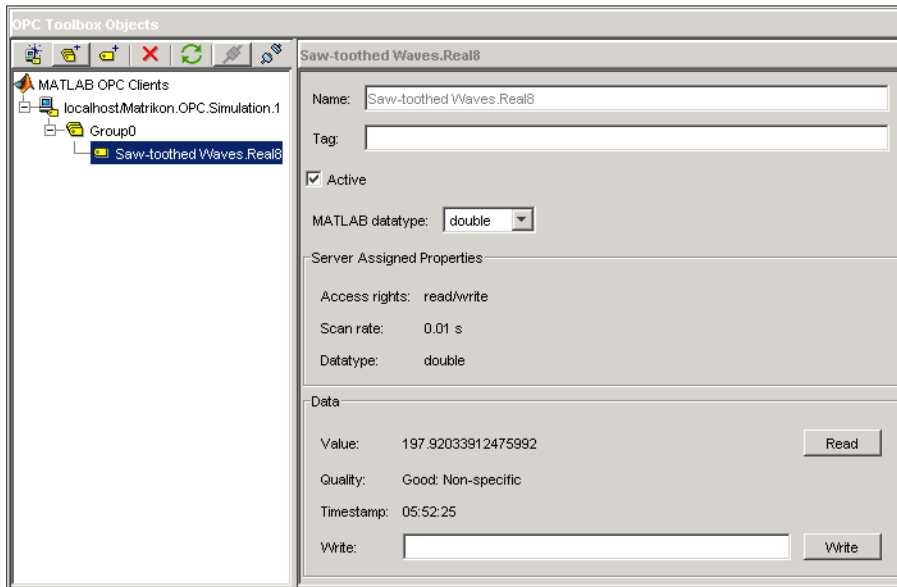 OPC Toolbox Objects
Saw-toothed Waves.Real8
MATLAB OPC Clients
localhost/Matrikon.OPC.Simulation.1
Group0
Saw-toothed Waves.Real8
Name: Saw-toothed Waves.Real8
Tag:
Active
MATLAB datatype: double
Server Assigned Properties
Access rights: read/write
Scan rate: 0.01 s
Datatype: double
Data
Value: 197.92033912475992 Read
Quality: Good: Non-specific
Timestamp: 05:52:25
Write: Write